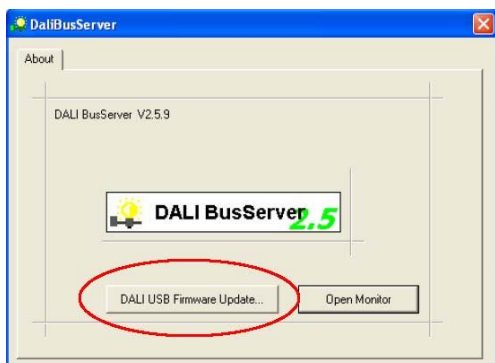 DaliBusServer
About
DALI BusServer V2.5.9
DALI BusServer 2.5
DALI USB Firmware Update...
Open Monitor